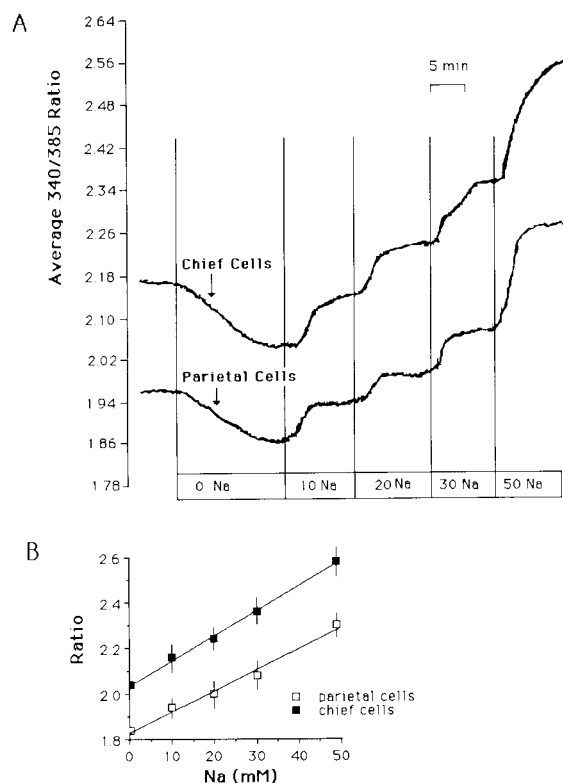 A
Average 340/385 Ratio
2.64
2.56
2.48
2.42
2.34
2.26
2.18
2.10
2.02
1.94
1.86
1.78
5 min
Chief Cells
Parietal Cells
0 Na
10 Na
20 Na
30 Na
50 Na
B
Ratio
2.6
2.4
2.2
2.0
1.8
parietal cells
chief cells
0
10
20
30
40
50
Na (mM)